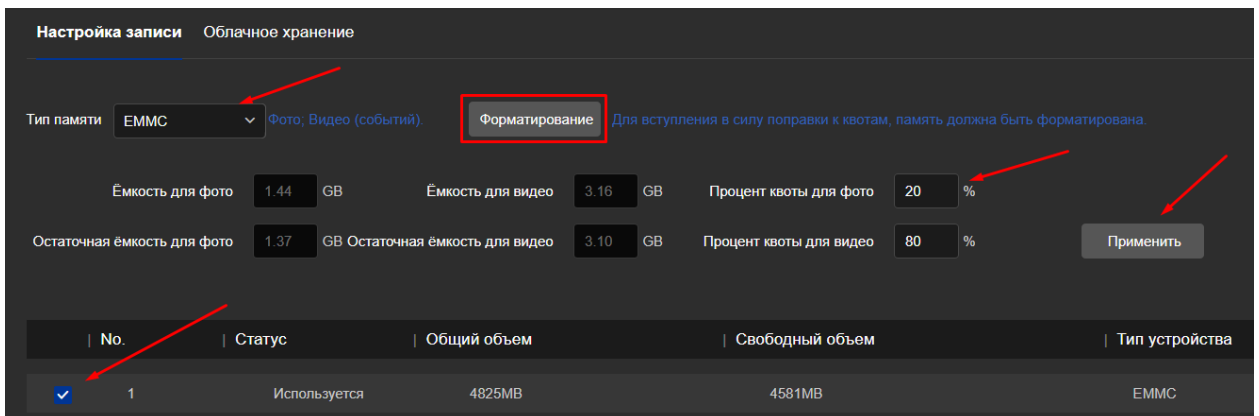 Настройка записи Облачное хранение
Тип памяти EMMC Фото; Видео (событий). Форматирование Для вступления в силу поправки к квотам, память должна быть форматирована.
Ёмкость для фото 1.44 GB Ёмкость для видео 3.16 GB Процент квоты для фото 20 %
Остаточная ёмкость для фото 1.37 GB Остаточная ёмкость для видео 3.10 GB Процент квоты для видео 80 % Применить
| No. | Статус | Общий объем | Свободный объем | Тип устройства
1 Используется 4825MB 4581MB EMMC